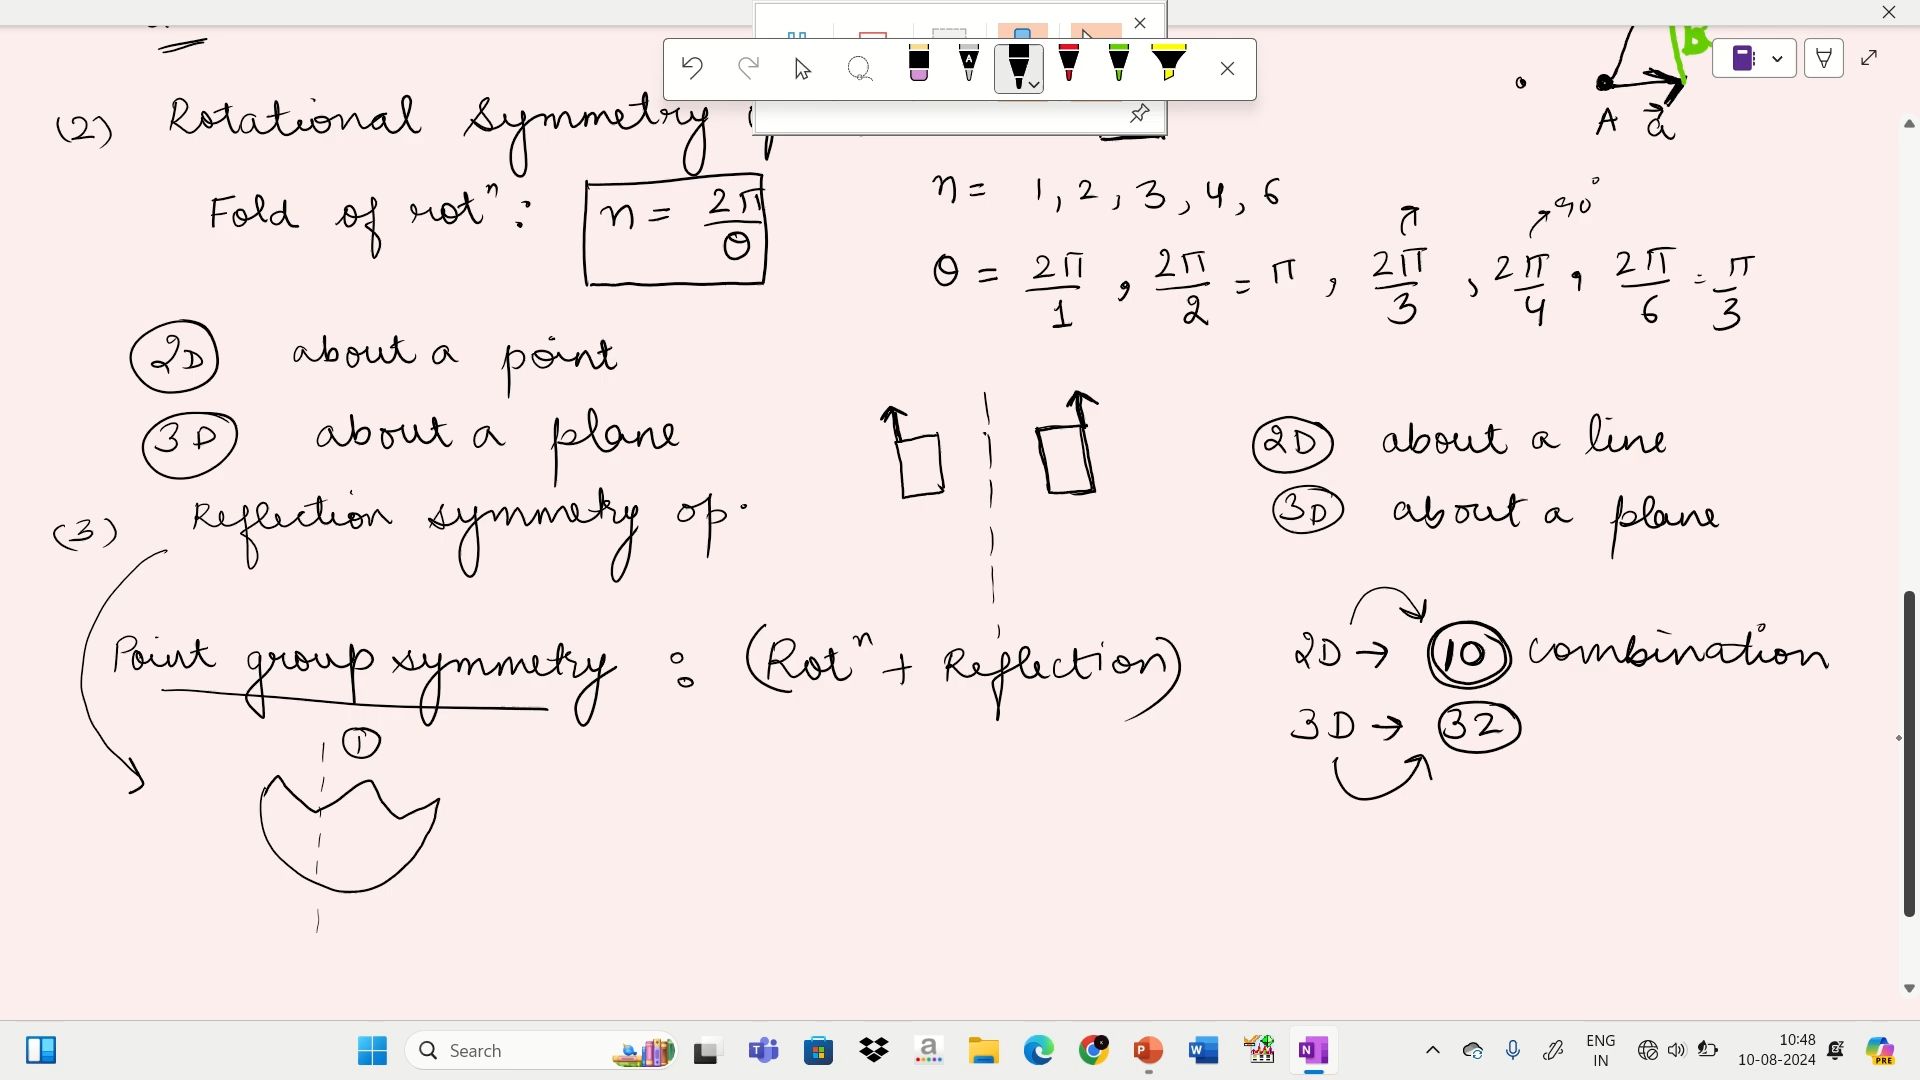 (2) Rotational Symmetry
Fold of rotⁿ : n = 2π/θ
n = 1, 2, 3, 4, 6
θ = 2π/1 , 2π/2 = π , 2π/3 , 2π/4 , 2π/6 = π/3
90°
B
A a⃗
2D about a point
3D about a plane
2D about a line
3D about a plane
(3) Reflection symmetry op.
Point group symmetry : (Rotⁿ + Reflection)
2D → 10 combination
3D → 32
1
Search
ENG
IN
10:48
10-08-2024
PRE